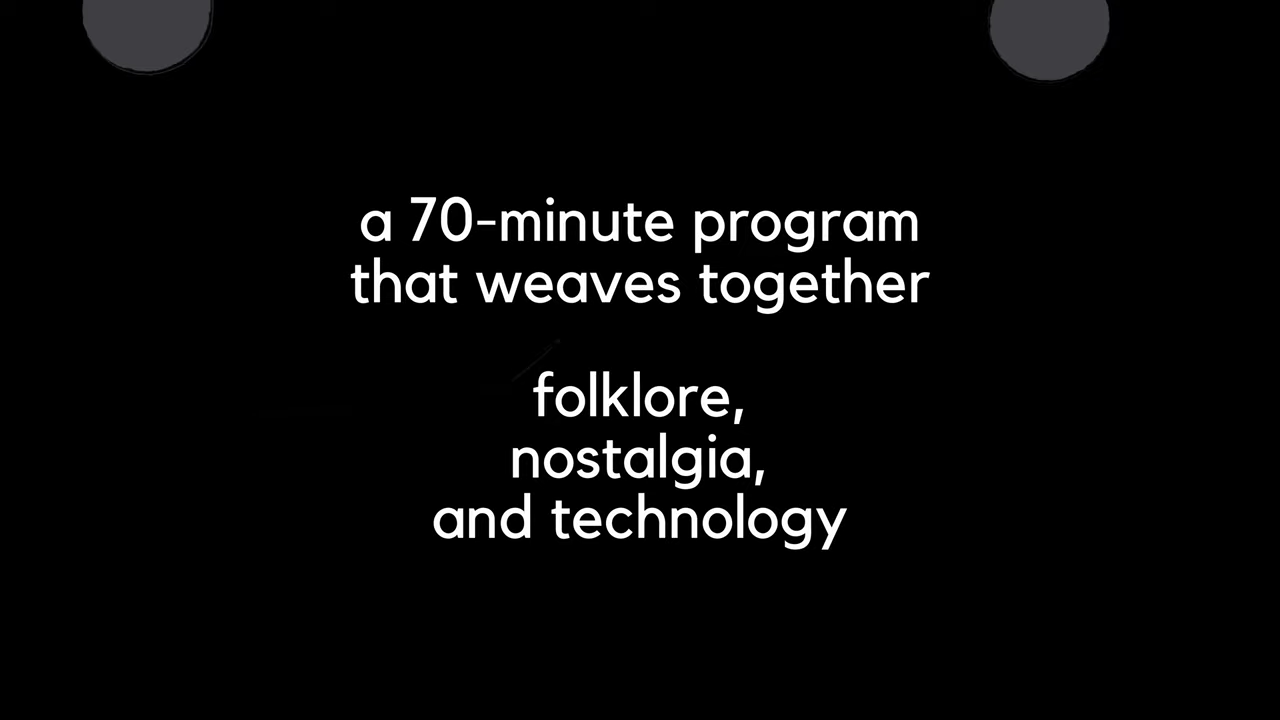 a 70-minute program
that weaves together
folklore,
nostalgia,
and technology